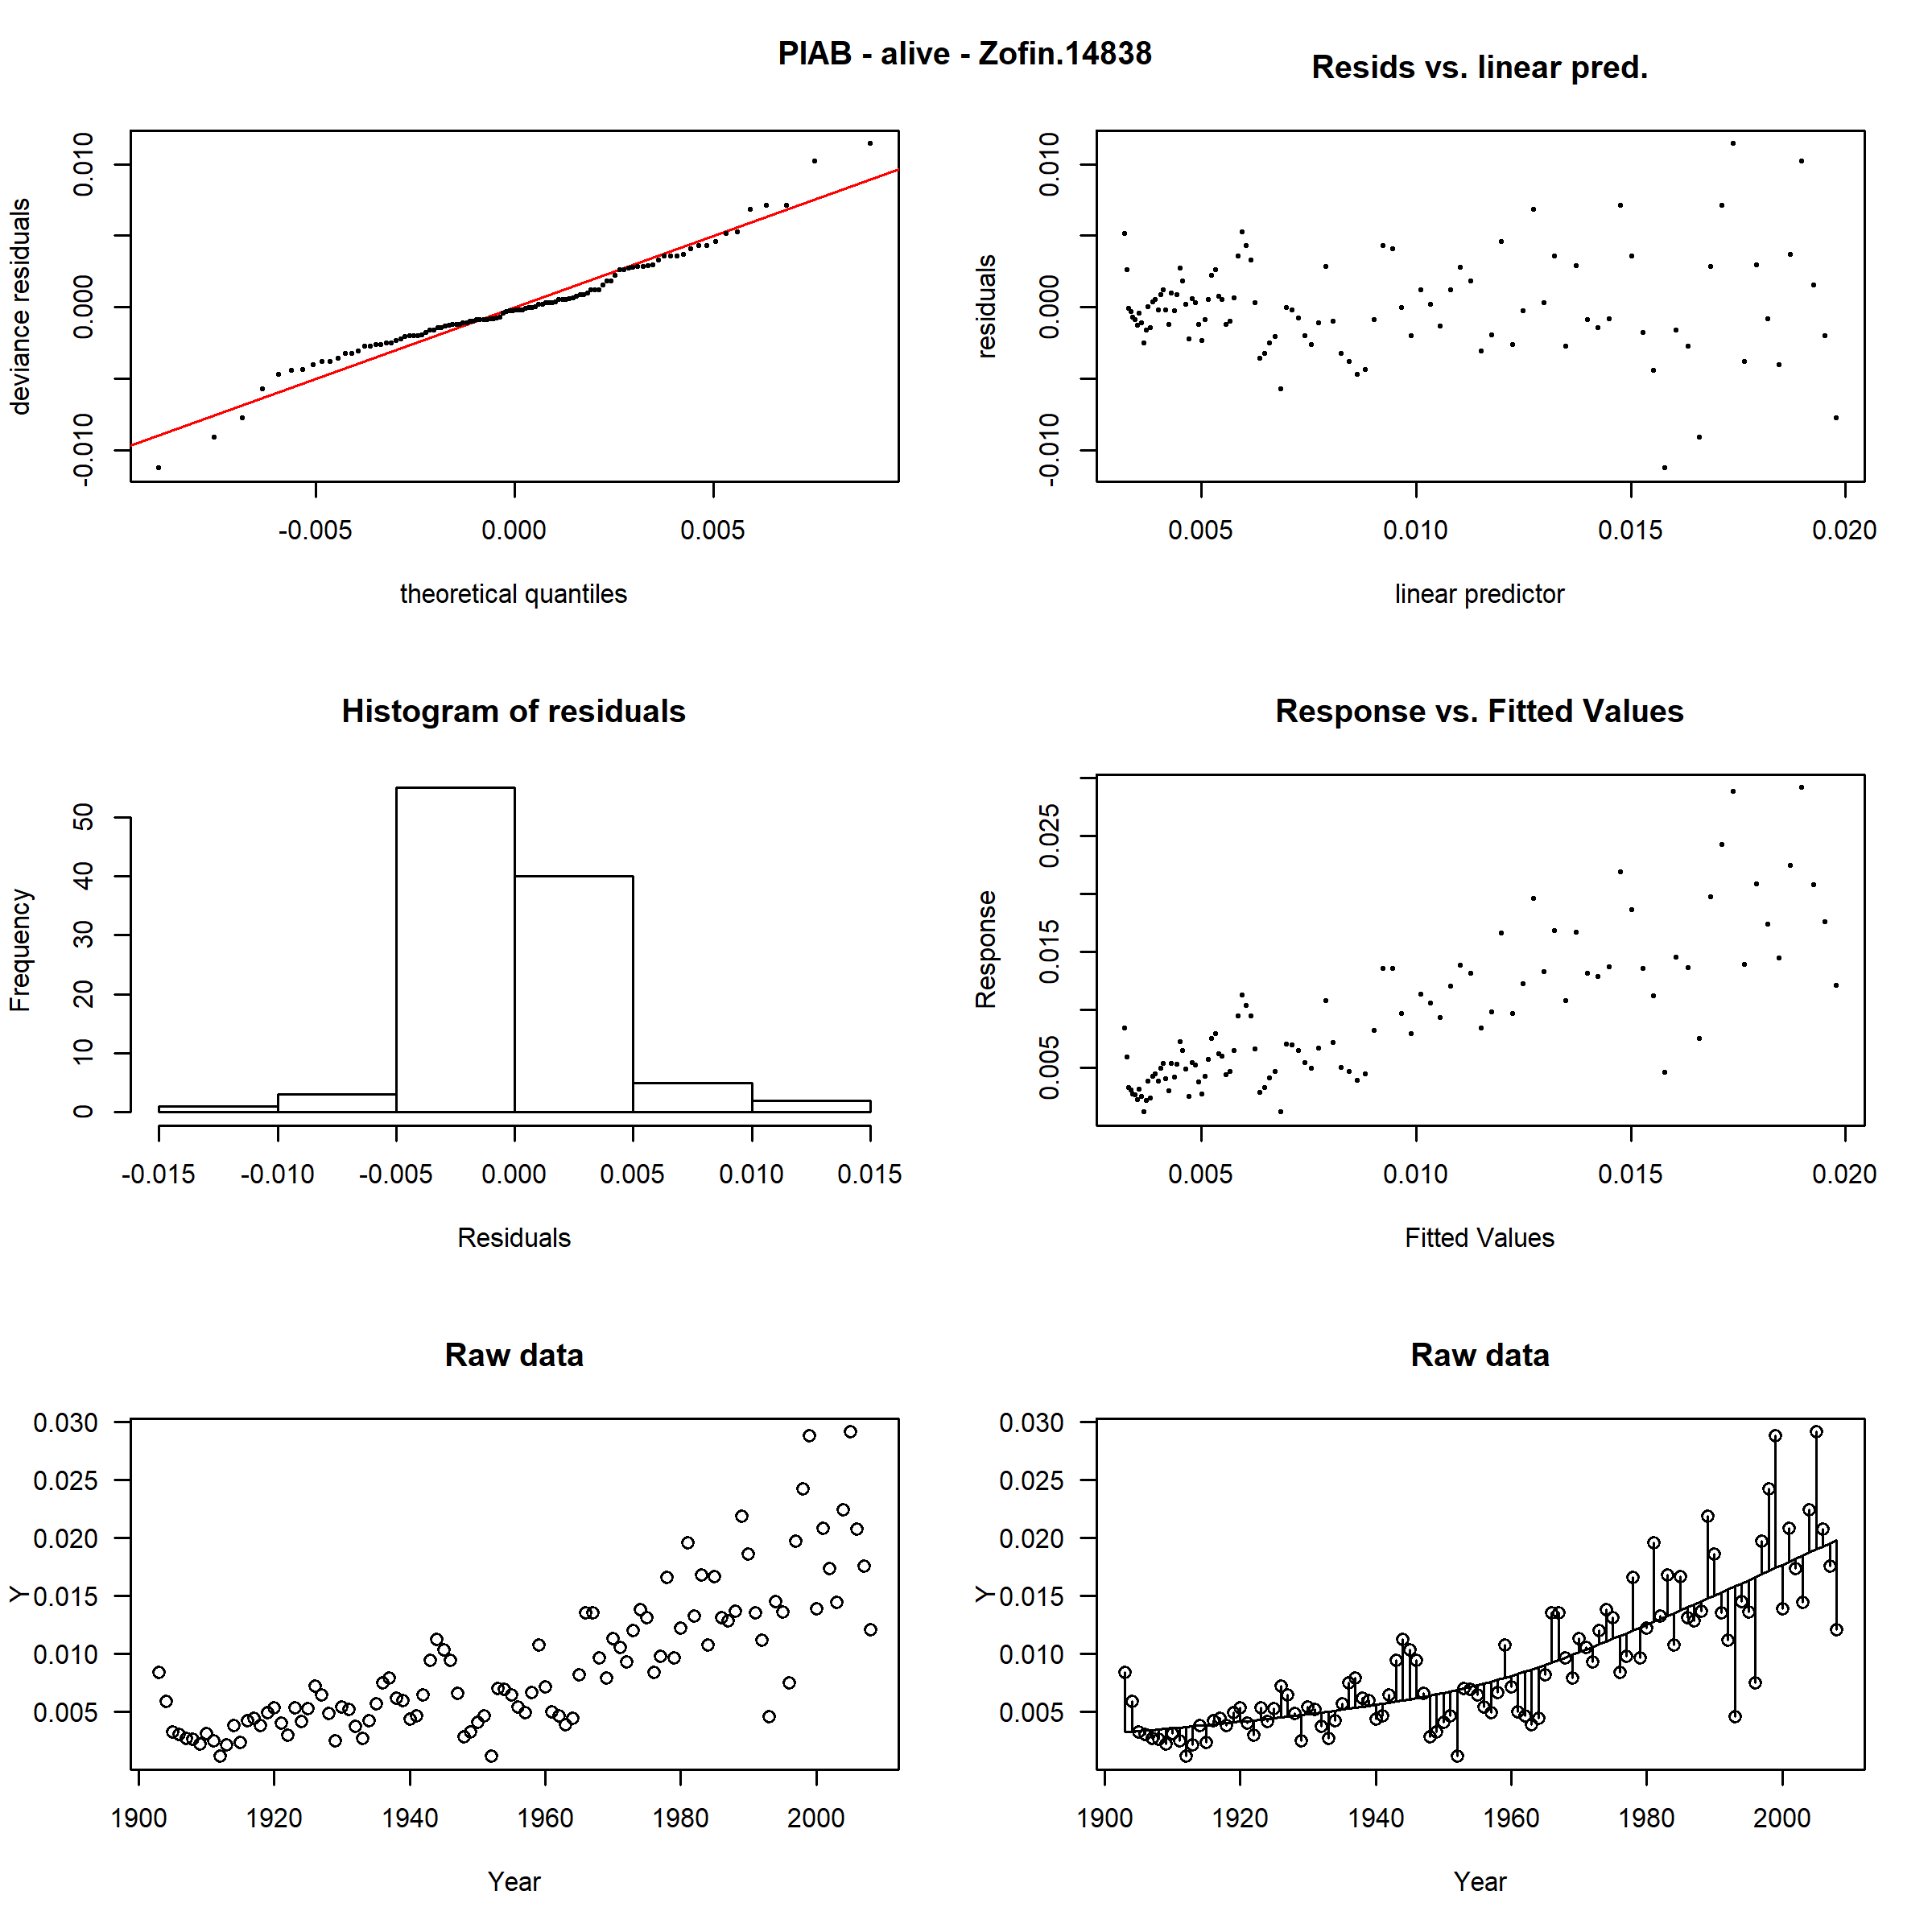 PIAB - alive - Zofin.14838
Resids vs. linear pred.
deviance residuals
0.010
0.000
-0.010
-0.005 0.000 0.005
theoretical quantiles
residuals
0.010
0.000
-0.010
0.005 0.010 0.015 0.020
linear predictor
Histogram of residuals
Frequency
50
40
30
20
10
0
-0.015 -0.010 -0.005 0.000 0.005 0.010 0.015
Residuals
Response vs. Fitted Values
Response
0.025
0.015
0.005
0.005 0.010 0.015 0.020
Fitted Values
Raw data
Y
0.030
0.025
0.020
0.015
0.010
0.005
1900 1920 1940 1960 1980 2000
Year
Raw data
Y
0.030
0.025
0.020
0.015
0.010
0.005
1900 1920 1940 1960 1980 2000
Year